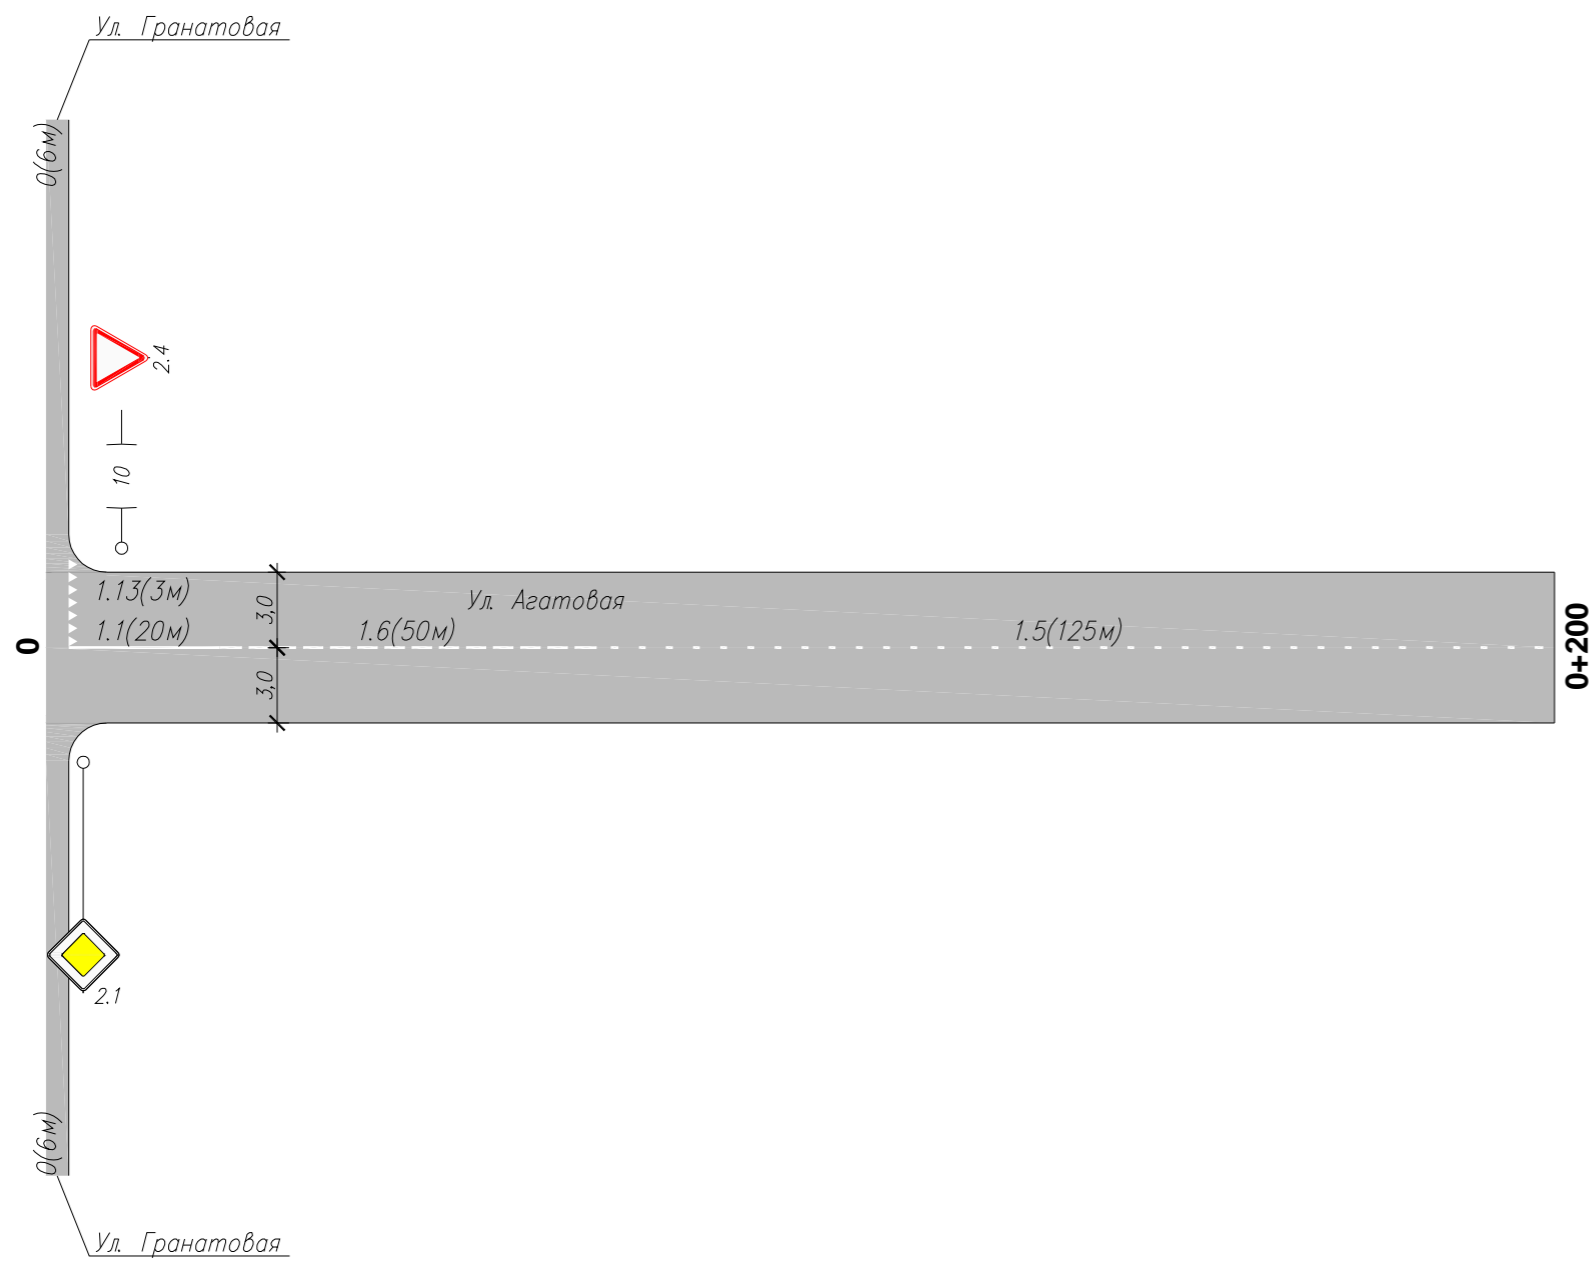 Ул. Гранатовая
0(6м)
2.4
10
1.13(3м)
3,0
Ул. Агатовая
1.1(20м)
1.6(50м)
1.5(125м)
0
0+200
3,0
2.1
0(6м)
Ул. Гранатовая